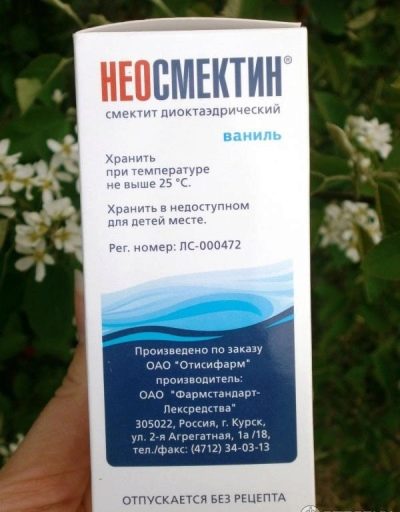 НЕОСМЕКТИН®
смектит диоктаэдрический
ваниль
Хранить
при температуре
не выше 25 °С.
Хранить в недоступном
для детей месте.
Рег. номер: ЛС-000472
Произведено по заказу
ОАО "Отисифарм"
производитель:
ОАО "Фармстандарт-
Лексредства"
305022, Россия, г. Курск,
ул. 2-я Агрегатная, 1а /18,
тел./факс: (4712) 34-03-13
ОТПУСКАЕТСЯ БЕЗ РЕЦЕПТА